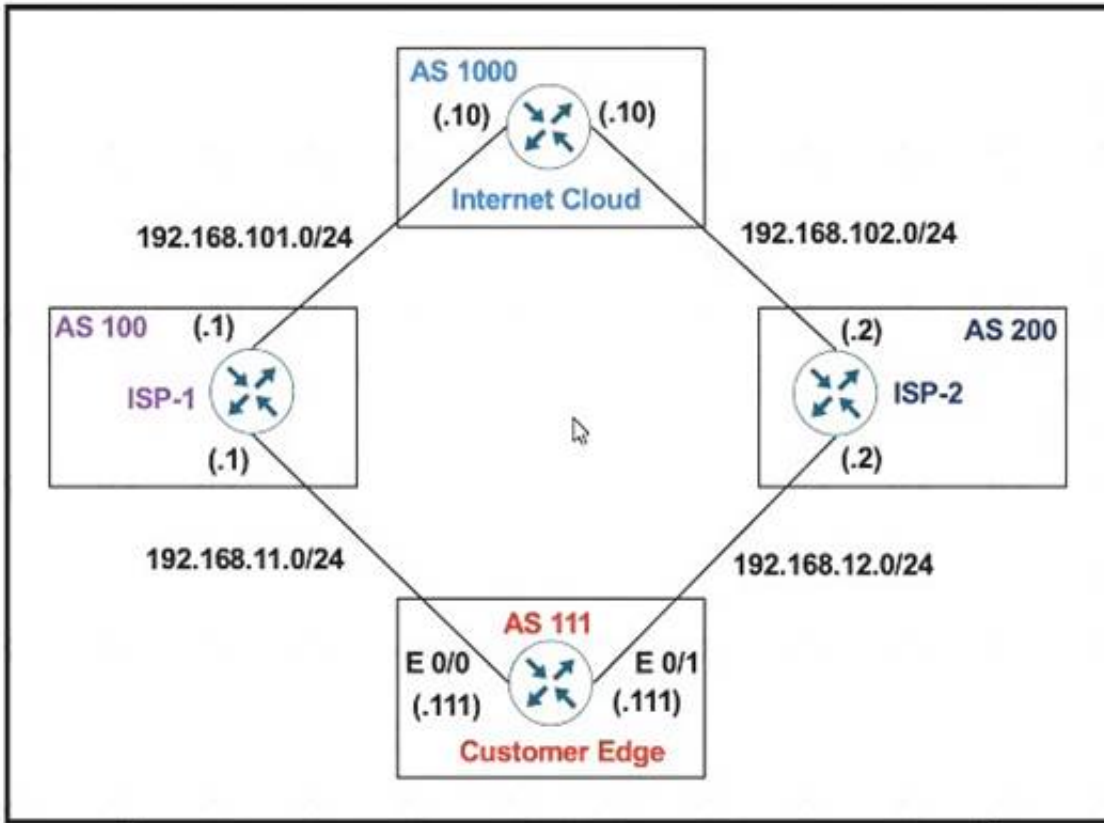 AS 1000
(.10)
(.10)
Internet Cloud
192.168.101.0/24
192.168.102.0/24
AS 100
(.1)
(.2)
AS 200
ISP-1
ISP-2
(.1)
(.2)
192.168.11.0/24
192.168.12.0/24
AS 111
E 0/0
E 0/1
(.111)
(.111)
Customer Edge